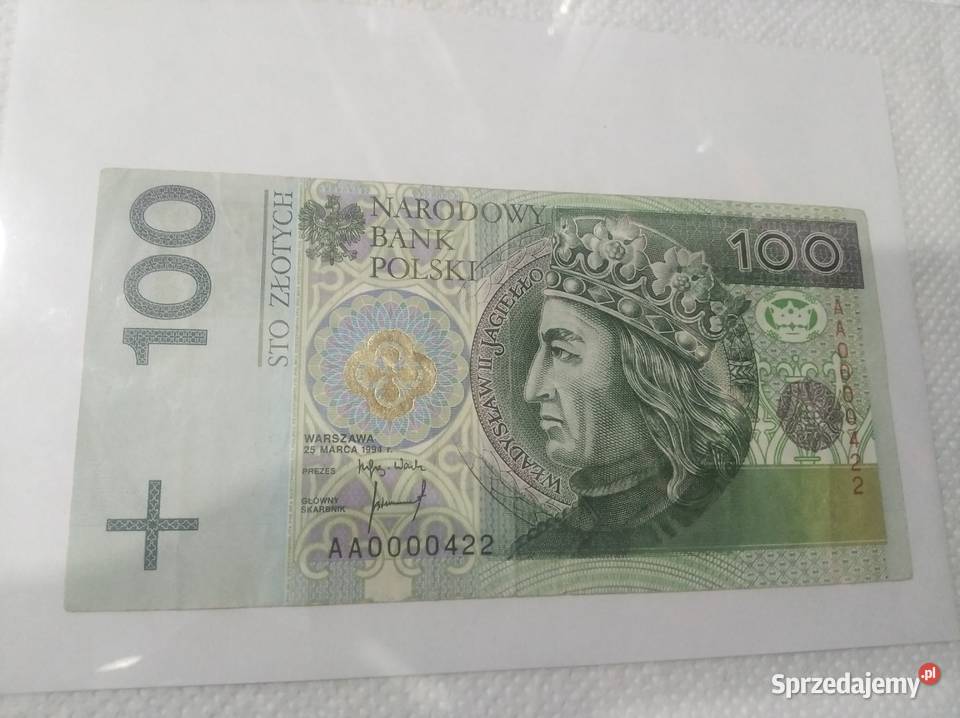 100
STO ZŁOTYCH
NARODOWY
BANK
POLSKI
100
WŁADYSŁAW II JAGIEŁŁO
AA0000422
WARSZAWA
25 MARCA 1994 r.
PREZES
GŁÓWNY
SKARBNIK
AA0000422
Sprzedajemy.pl